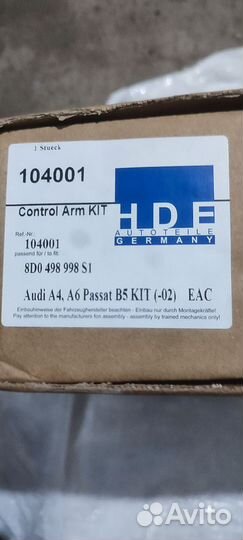 1 Stueck
104001
Control Arm KIT
HDE
AUTOTEILE
GERMANY
Ref.-Nr.:
104001
passend für / to fit:
8D0 498 998 S1
Audi A4, A6 Passat B5 KIT (-02) EAC
Einbauhinweise der Fahrzeughersteller beachten - Einbau nur durch Montagekräfte!
Pay attention to the manufacturers for assembly - assembly by trained mechanics only!
Avito